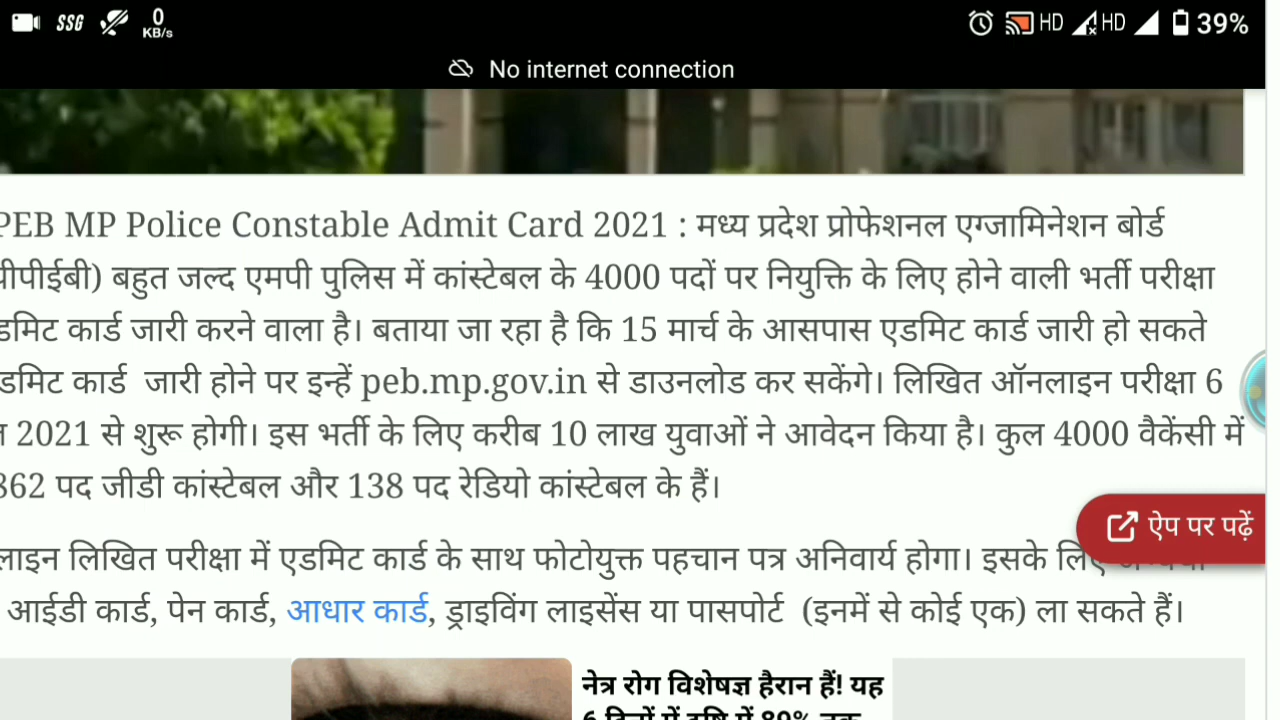 SSG 0 KB/s HD HD 39%
No internet connection
PEB MP Police Constable Admit Card 2021 : मध्य प्रदेश प्रोफेशनल एग्जामिनेशन बोर्ड
पीपीईबी) बहुत जल्द एमपी पुलिस में कांस्टेबल के 4000 पदों पर नियुक्ति के लिए होने वाली भर्ती परीक्षा
डमिट कार्ड जारी करने वाला है। बताया जा रहा है कि 15 मार्च के आसपास एडमिट कार्ड जारी हो सकते
डमिट कार्ड जारी होने पर इन्हें peb.mp.gov.in से डाउनलोड कर सकेंगे। लिखित ऑनलाइन परीक्षा 6
2021 से शुरू होगी। इस भर्ती के लिए करीब 10 लाख युवाओं ने आवेदन किया है। कुल 4000 वैकेंसी में
862 पद जीडी कांस्टेबल और 138 पद रेडियो कांस्टेबल के हैं।
ऐप पर पढ़ें
लाइन लिखित परीक्षा में एडमिट कार्ड के साथ फोटोयुक्त पहचान पत्र अनिवार्य होगा। इसके लिए
आईडी कार्ड, पेन कार्ड, आधार कार्ड, ड्राइविंग लाइसेंस या पासपोर्ट (इनमें से कोई एक) ला सकते हैं।
नेत्र रोग विशेषज्ञ हैरान हैं! यह